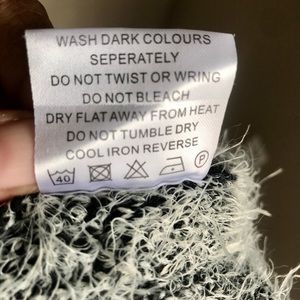 WASH DARK COLOURS
SEPERATELY
DO NOT TWIST OR WRING
DO NOT BLEACH
DRY FLAT AWAY FROM HEAT
DO NOT TUMBLE DRY
COOL IRON REVERSE
40 P